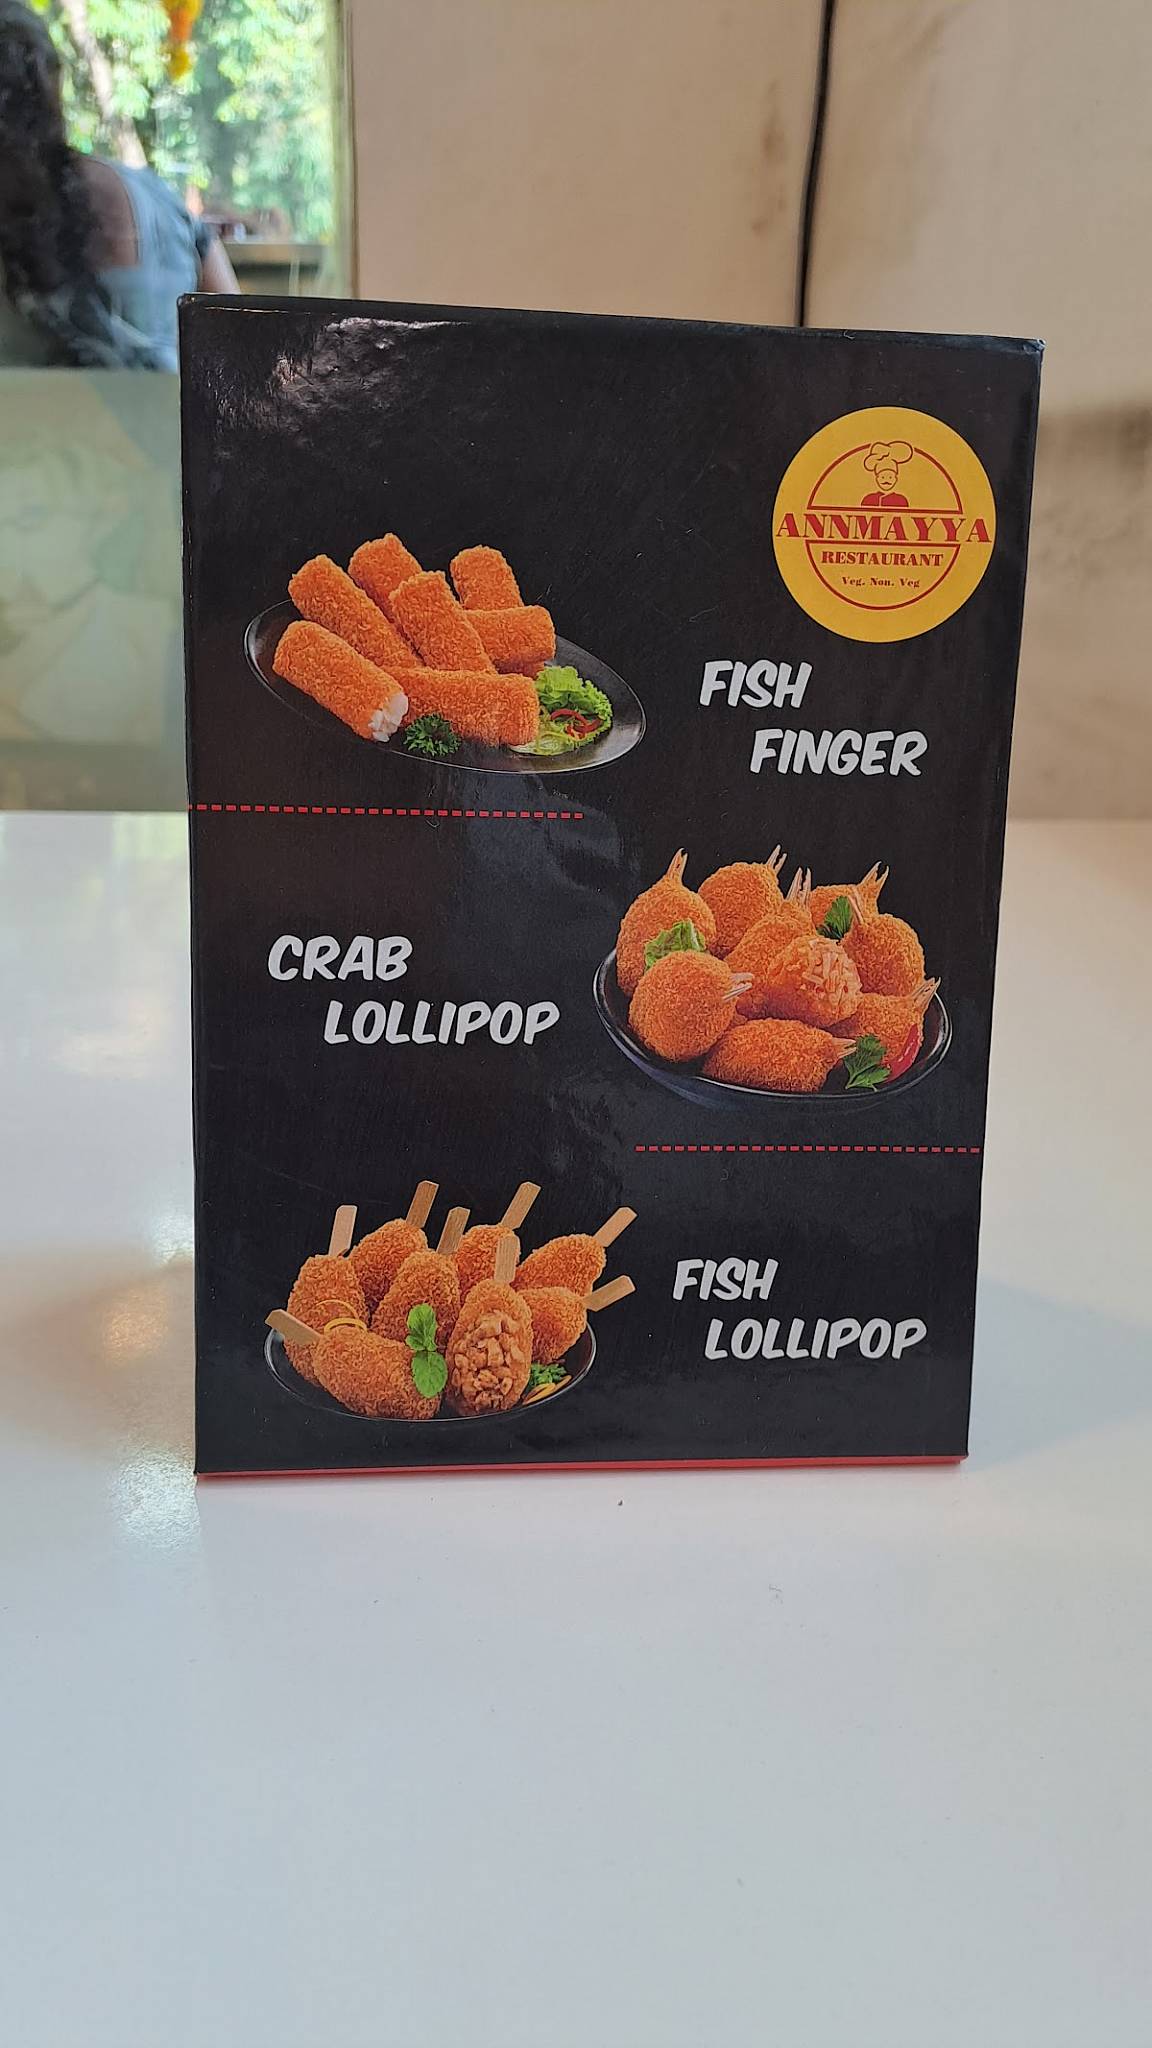 ANNMAYYA
RESTAURANT
Veg. Non. Veg
FISH
FINGER
CRAB
LOLLIPOP
FISH
LOLLIPOP